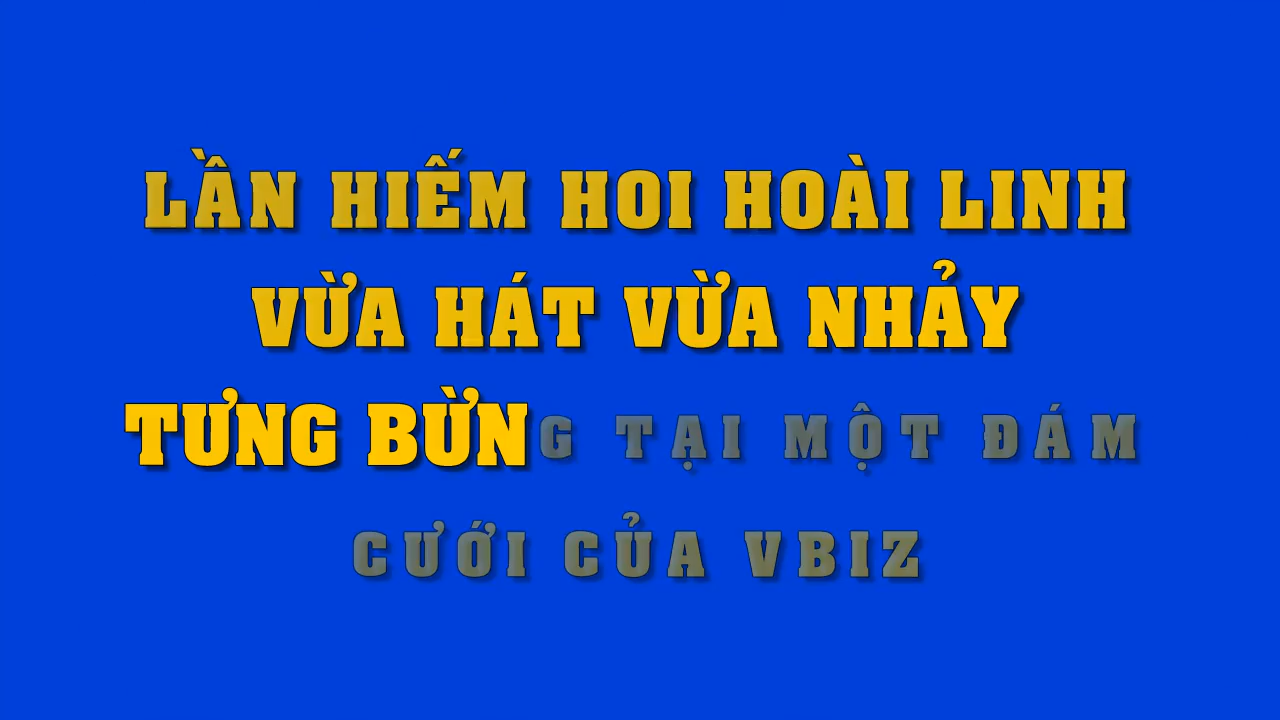 LẦN HIẾM HOI HOÀI LINH
VỪA HÁT VỪA NHẢY
TƯNG BỪNG TẠI MỘT ĐÁM
CƯỚI CỦA VBIZ